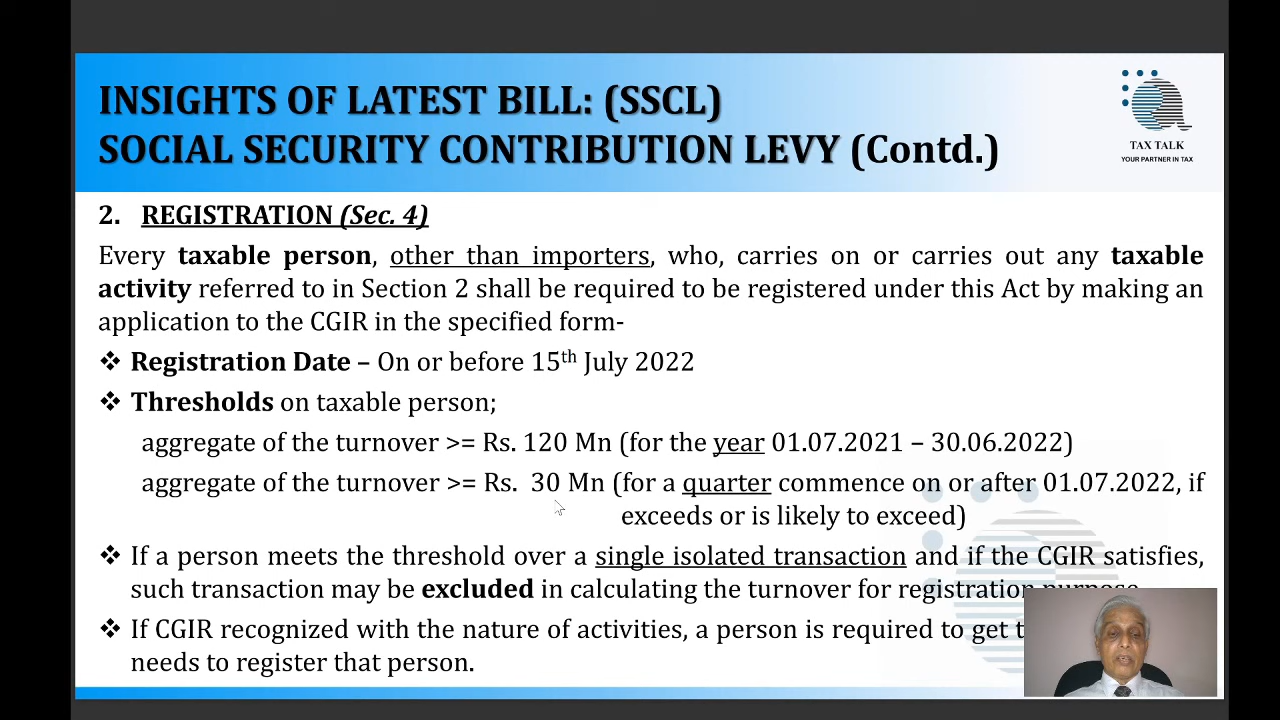 INSIGHTS OF LATEST BILL: (SSCL)
SOCIAL SECURITY CONTRIBUTION LEVY (Contd.)
TAX TALK
YOUR PARTNER IN TAX
2. REGISTRATION (Sec. 4)
Every taxable person, other than importers, who, carries on or carries out any taxable
activity referred to in Section 2 shall be required to be registered under this Act by making an
application to the CGIR in the specified form-
❖ Registration Date – On or before 15th July 2022
❖ Thresholds on taxable person;
aggregate of the turnover >= Rs. 120 Mn (for the year 01.07.2021 – 30.06.2022)
aggregate of the turnover >= Rs. 30 Mn (for a quarter commence on or after 01.07.2022, if
exceeds or is likely to exceed)
❖ If a person meets the threshold over a single isolated transaction and if the CGIR satisfies,
such transaction may be excluded in calculating the turnover for registration
❖ If CGIR recognized with the nature of activities, a person is required to get
needs to register that person.